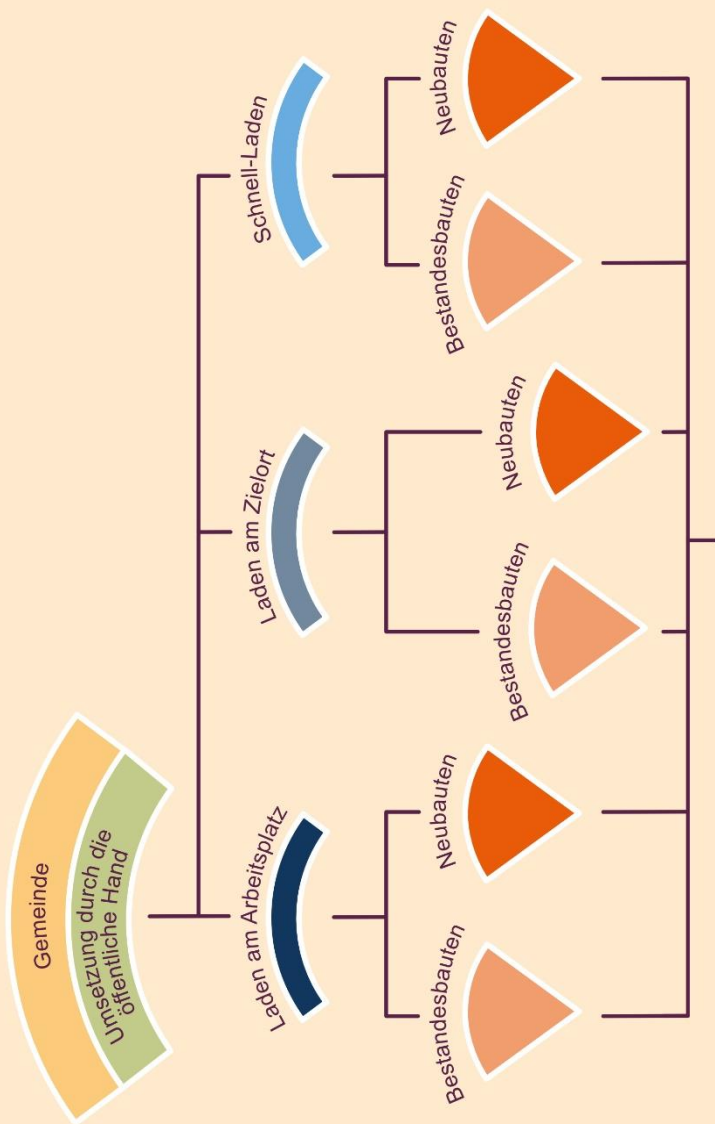 Gemeinde
Umsetzung durch die
öffentliche Hand
Laden am Arbeitsplatz
Laden am Zielort
Schnell-Laden
Bestandesbauten
Neubauten
Bestandesbauten
Neubauten
Bestandesbauten
Neubauten